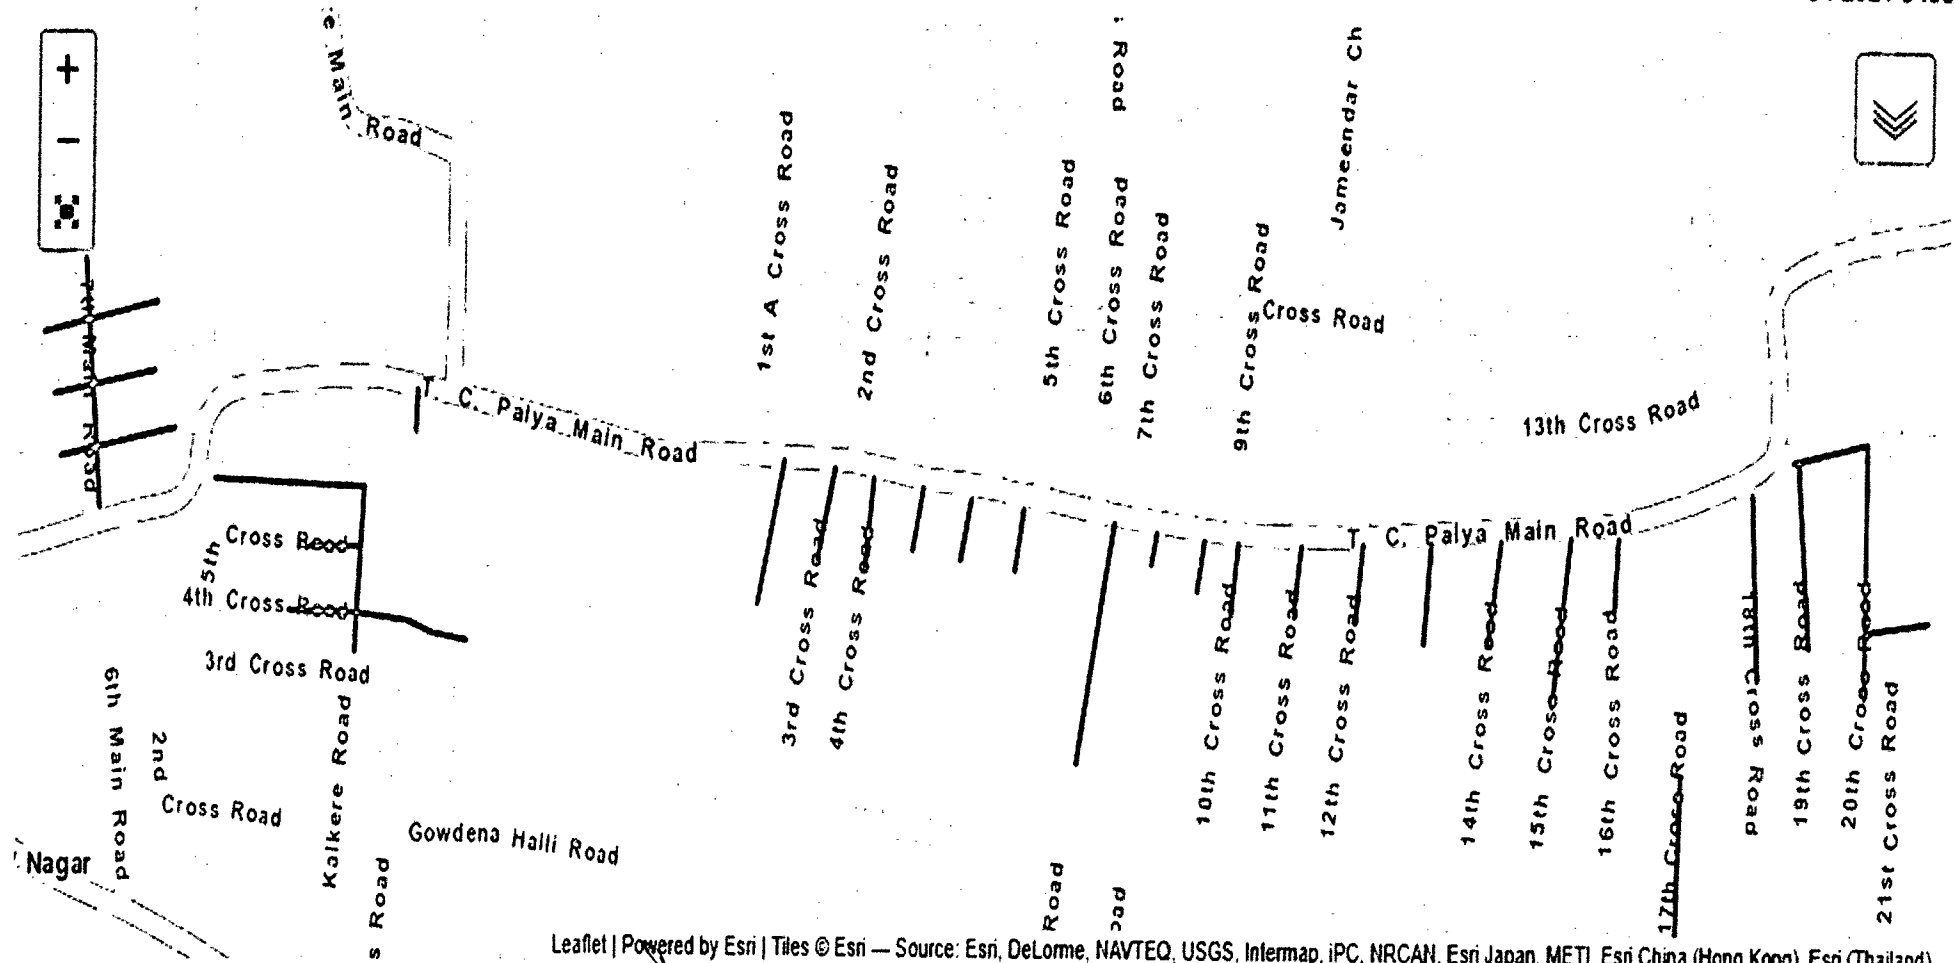 +
−
Main Road
Road
Jameendar Ch
1st A Cross Road
2nd Cross Road
5th Cross Road
6th Cross Road
7th Cross Road
9th Cross Road
Cross Road
7th Main Road
T. C. Palya Main Road
13th Cross Road
T. C. Palya Main Road
5th Cross Road
4th Cross Road
3rd Cross Road
3rd Cross Road
4th Cross Road
10th Cross Road
11th Cross Road
12th Cross Road
14th Cross Road
15th Cross Road
16th Cross Road
17th Cross Road
18th Cross Road
19th Cross Road
20th Cross Road
21st Cross Road
6th Main Road
2nd Cross Road
Kalkere Road
Gowdena Halli Road
Nagar
s Road
Road
oad
Leaflet | Powered by Esri | Tiles © Esri — Source: Esri, DeLorme, NAVTEQ, USGS, Intermap, iPC, NRCAN, Esri Japan, METI, Esri China (Hong Kong), Esri (Thailand)